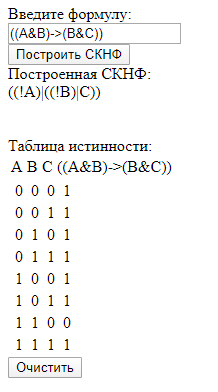 Введите формулу:
((A&B)->(B&C))
Построить СКНФ
Построенная СКНФ:
((!A)|((!B)|C))
Таблица истинности:
A B C ((A&B)->(B&C))
0 0 0 1
0 0 1 1
0 1 0 1
0 1 1 1
1 0 0 1
1 0 1 1
1 1 0 0
1 1 1 1
Очистить